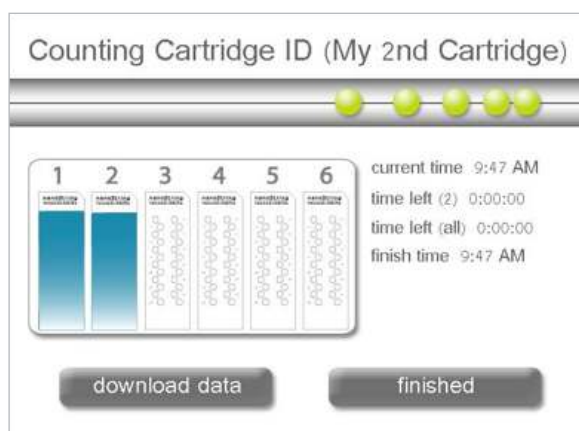 Counting Cartridge ID (My 2nd Cartridge)
1 2 3 4 5 6
current time 9:47 AM
time left (2) 0:00:00
time left (all) 0:00:00
finish time 9:47 AM
download data
finished